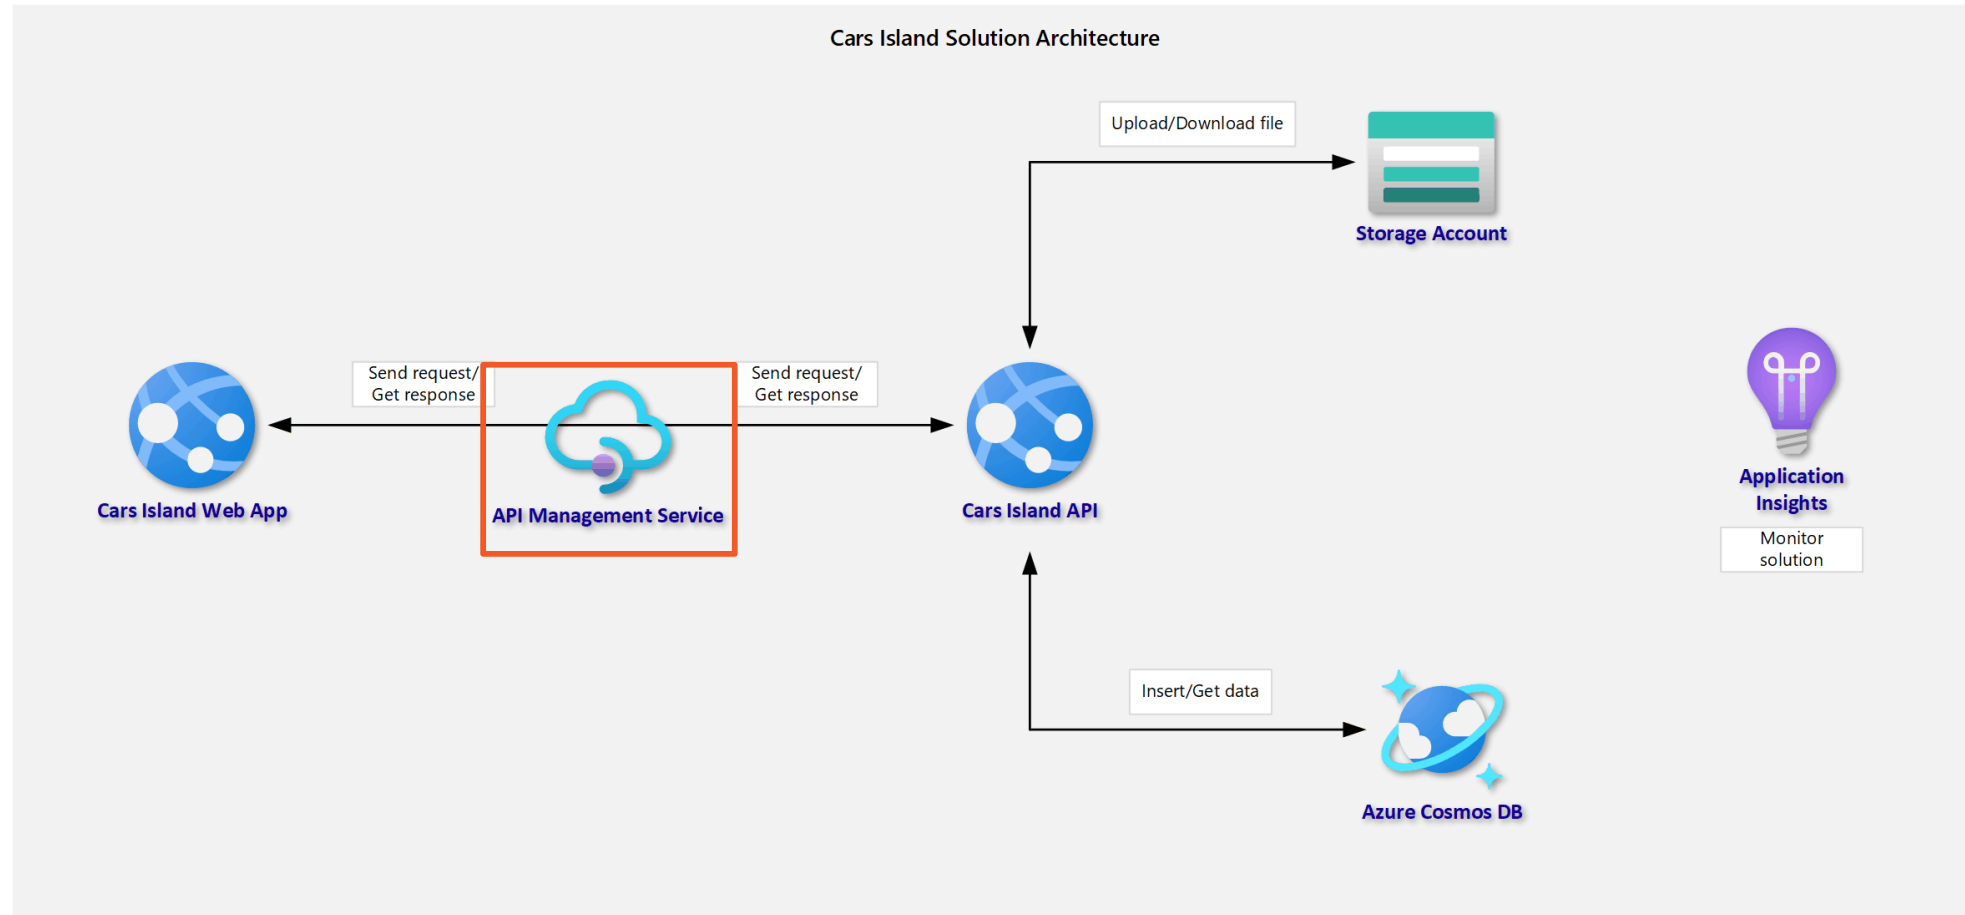 Cars Island Solution Architecture
Upload/Download file
Storage Account
Send request/
Get response
Send request/
Get response
Cars Island Web App
API Management Service
Cars Island API
Application
Insights
Monitor
solution
Insert/Get data
Azure Cosmos DB